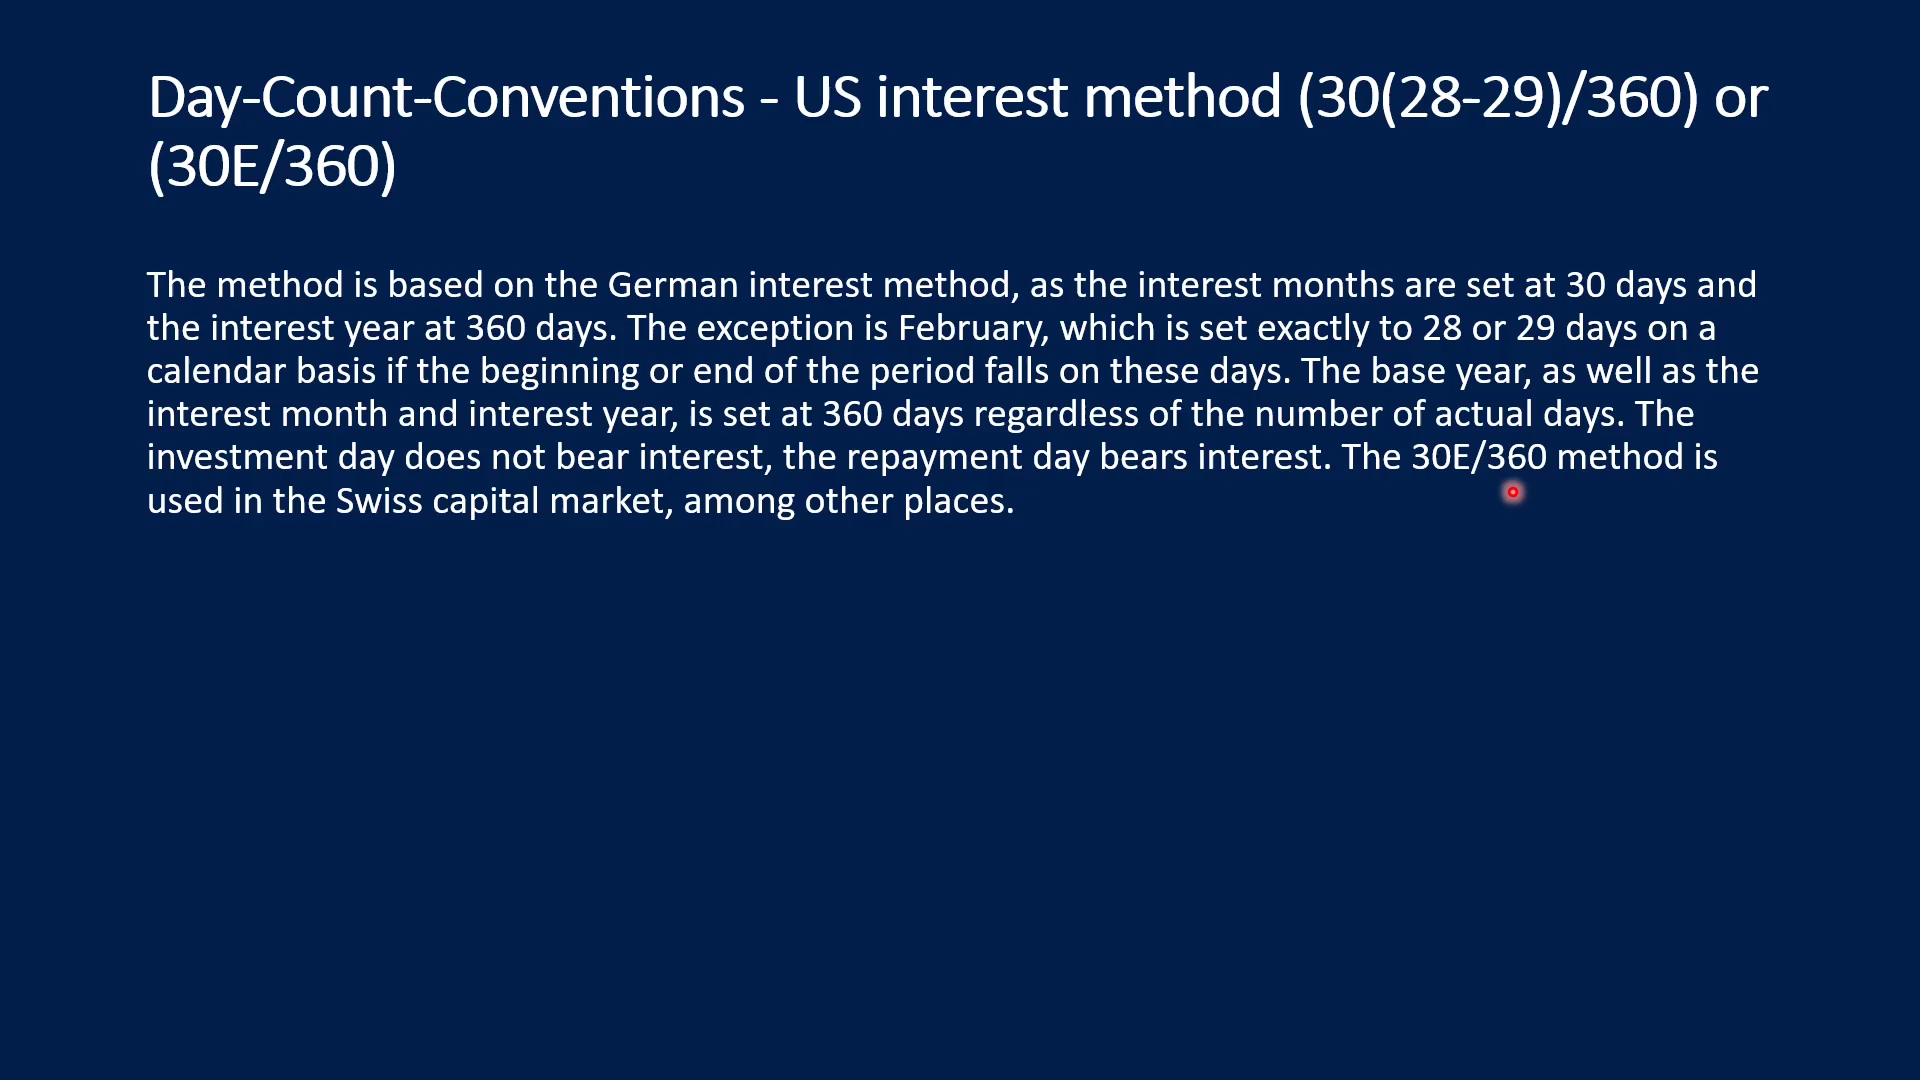 Day-Count-Conventions - US interest method (30(28-29)/360) or
(30E/360)
The method is based on the German interest method, as the interest months are set at 30 days and
the interest year at 360 days. The exception is February, which is set exactly to 28 or 29 days on a
calendar basis if the beginning or end of the period falls on these days. The base year, as well as the
interest month and interest year, is set at 360 days regardless of the number of actual days. The
investment day does not bear interest, the repayment day bears interest. The 30E/360 method is
used in the Swiss capital market, among other places.